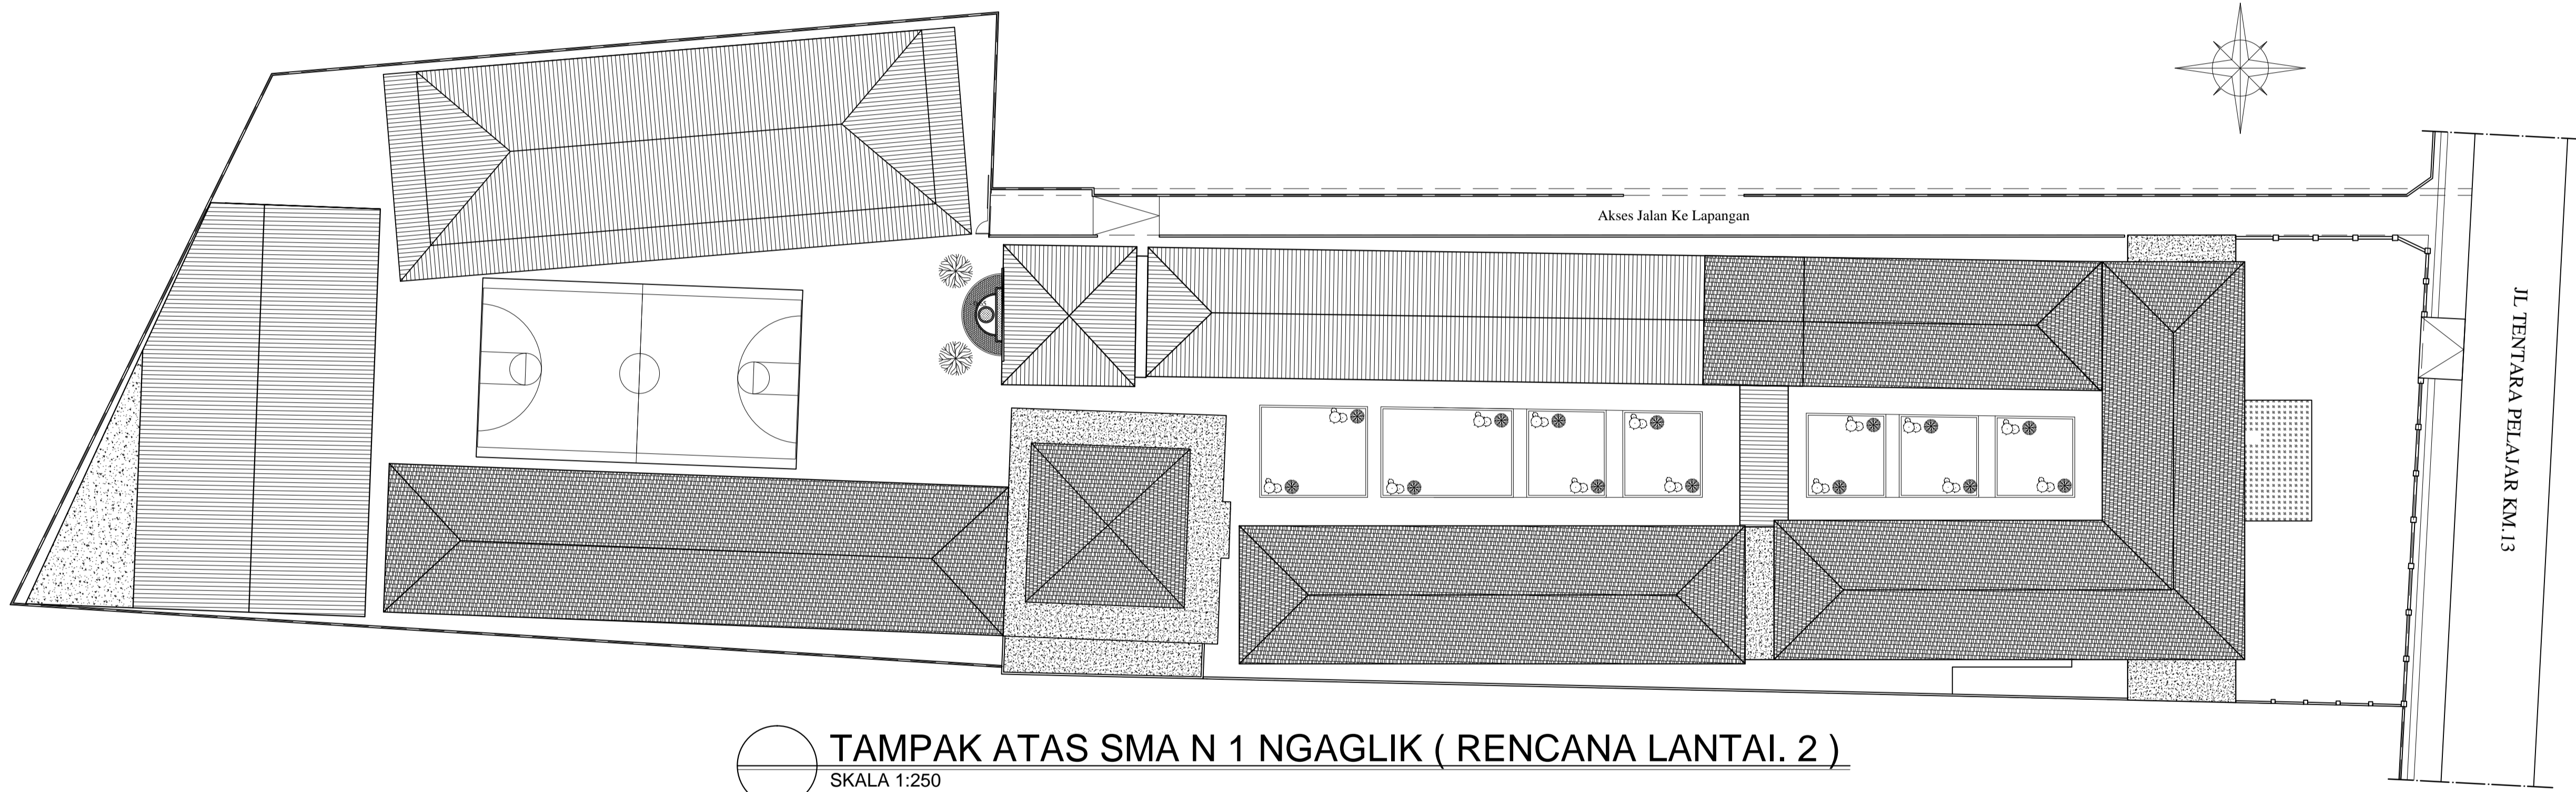 Akses Jalan Ke Lapangan
JL TENTARA PELAJAR KM.13
TAMPAK ATAS SMA N 1 NGAGLIK ( RENCANA LANTAI. 2 )
SKALA 1:250